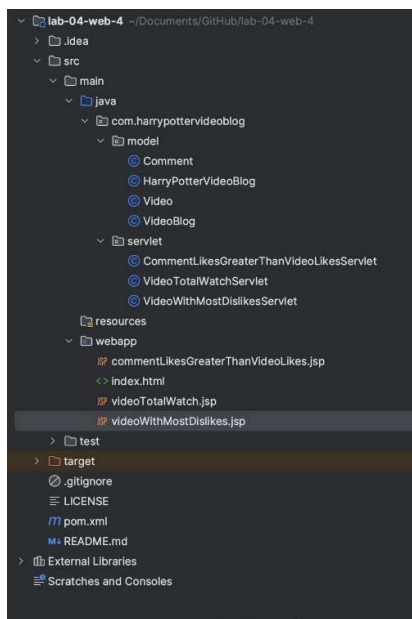 lab-04-web-4 ~/Documents/GitHub/lab-04-web-4
.idea
src
main
java
com.harrypottervideoblog
model
Comment
HarryPotterVideoBlog
Video
VideoBlog
servlet
CommentLikesGreaterThanVideoLikesServlet
VideoTotalWatchServlet
VideoWithMostDislikesServlet
resources
webapp
JSP commentLikesGreaterThanVideoLikes.jsp
<> index.html
JSP videoTotalWatch.jsp
JSP videoWithMostDislikes.jsp
test
target
.gitignore
LICENSE
m pom.xml
M↓ README.md
External Libraries
Scratches and Consoles